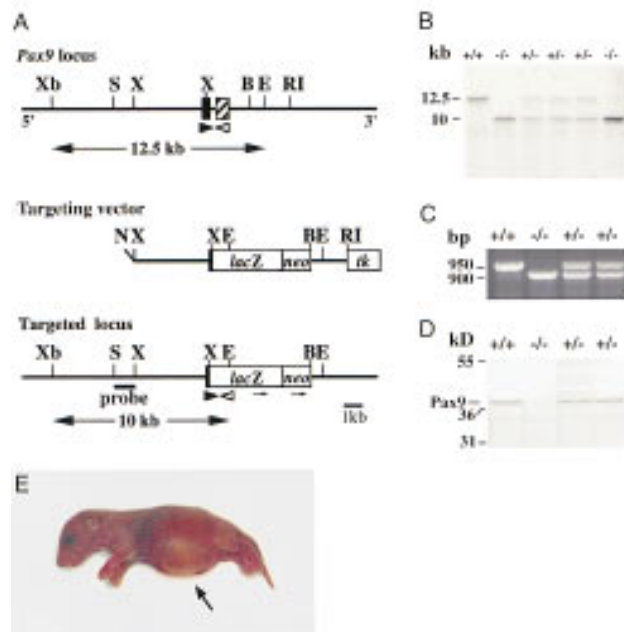 A
Pax9 locus
Xb S X X B E RI
5' 3'
12.5 kb
Targeting vector
N X X E B E RI
lacZ neo tk
Targeted locus
Xb S X X E B E
lacZ neo
probe
10 kb
1kb
B
kb +/+ -/- +/- +/- +/- -/-
12.5
10
C
bp +/+ -/- +/- +/-
950
900
D
kD +/+ -/- +/- +/-
55
Pax9
36
31
E